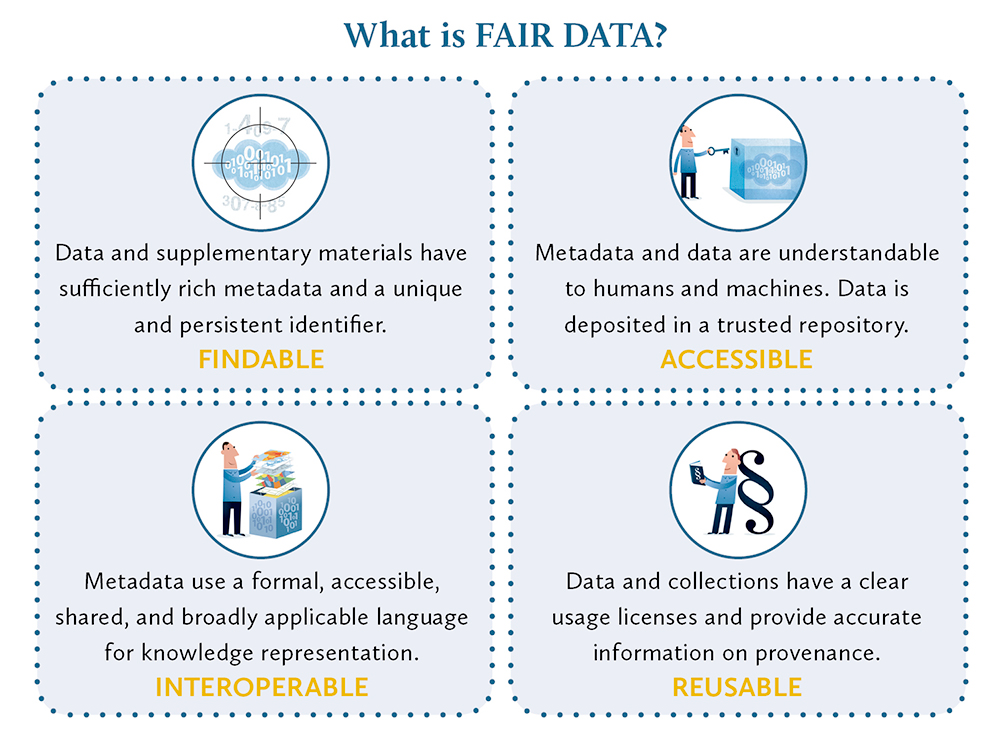 What is FAIR DATA?
Data and supplementary materials have
sufficiently rich metadata and a unique
and persistent identifier.
FINDABLE
Metadata and data are understandable
to humans and machines. Data is
deposited in a trusted repository.
ACCESSIBLE
Metadata use a formal, accessible,
shared, and broadly applicable language
for knowledge representation.
INTEROPERABLE
Data and collections have a clear
usage licenses and provide accurate
information on provenance.
REUSABLE